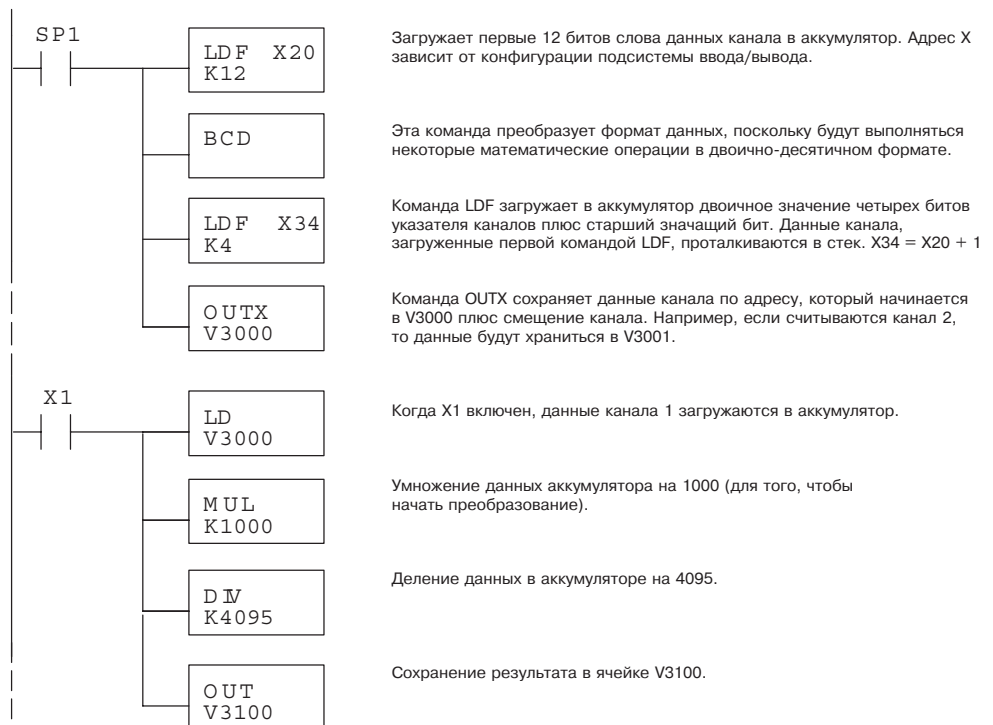 SP1
LDF X20
K12
Загружает первые 12 битов слова данных канала в аккумулятор. Адрес X
зависит от конфигурации подсистемы ввода/вывода.
BCD
Эта команда преобразует формат данных, поскольку будут выполняться
некоторые математические операции в двоично-десятичном формате.
LDF X34
K4
Команда LDF загружает в аккумулятор двоичное значение четырех битов
указателя каналов плюс старший значащий бит. Данные канала,
загруженные первой командой LDF, проталкиваются в стек. X34 = X20 + 1
OUTX
V3000
Команда OUTX сохраняет данные канала по адресу, который начинается
в V3000 плюс смещение канала. Например, если считываются канал 2,
то данные будут храниться в V3001.
X1
LD
V3000
Когда X1 включен, данные канала 1 загружаются в аккумулятор.
MUL
K1000
Умножение данных аккумулятора на 1000 (для того, чтобы
начать преобразование).
DIV
K4095
Деление данных в аккумуляторе на 4095.
OUT
V3100
Сохранение результата в ячейке V3100.